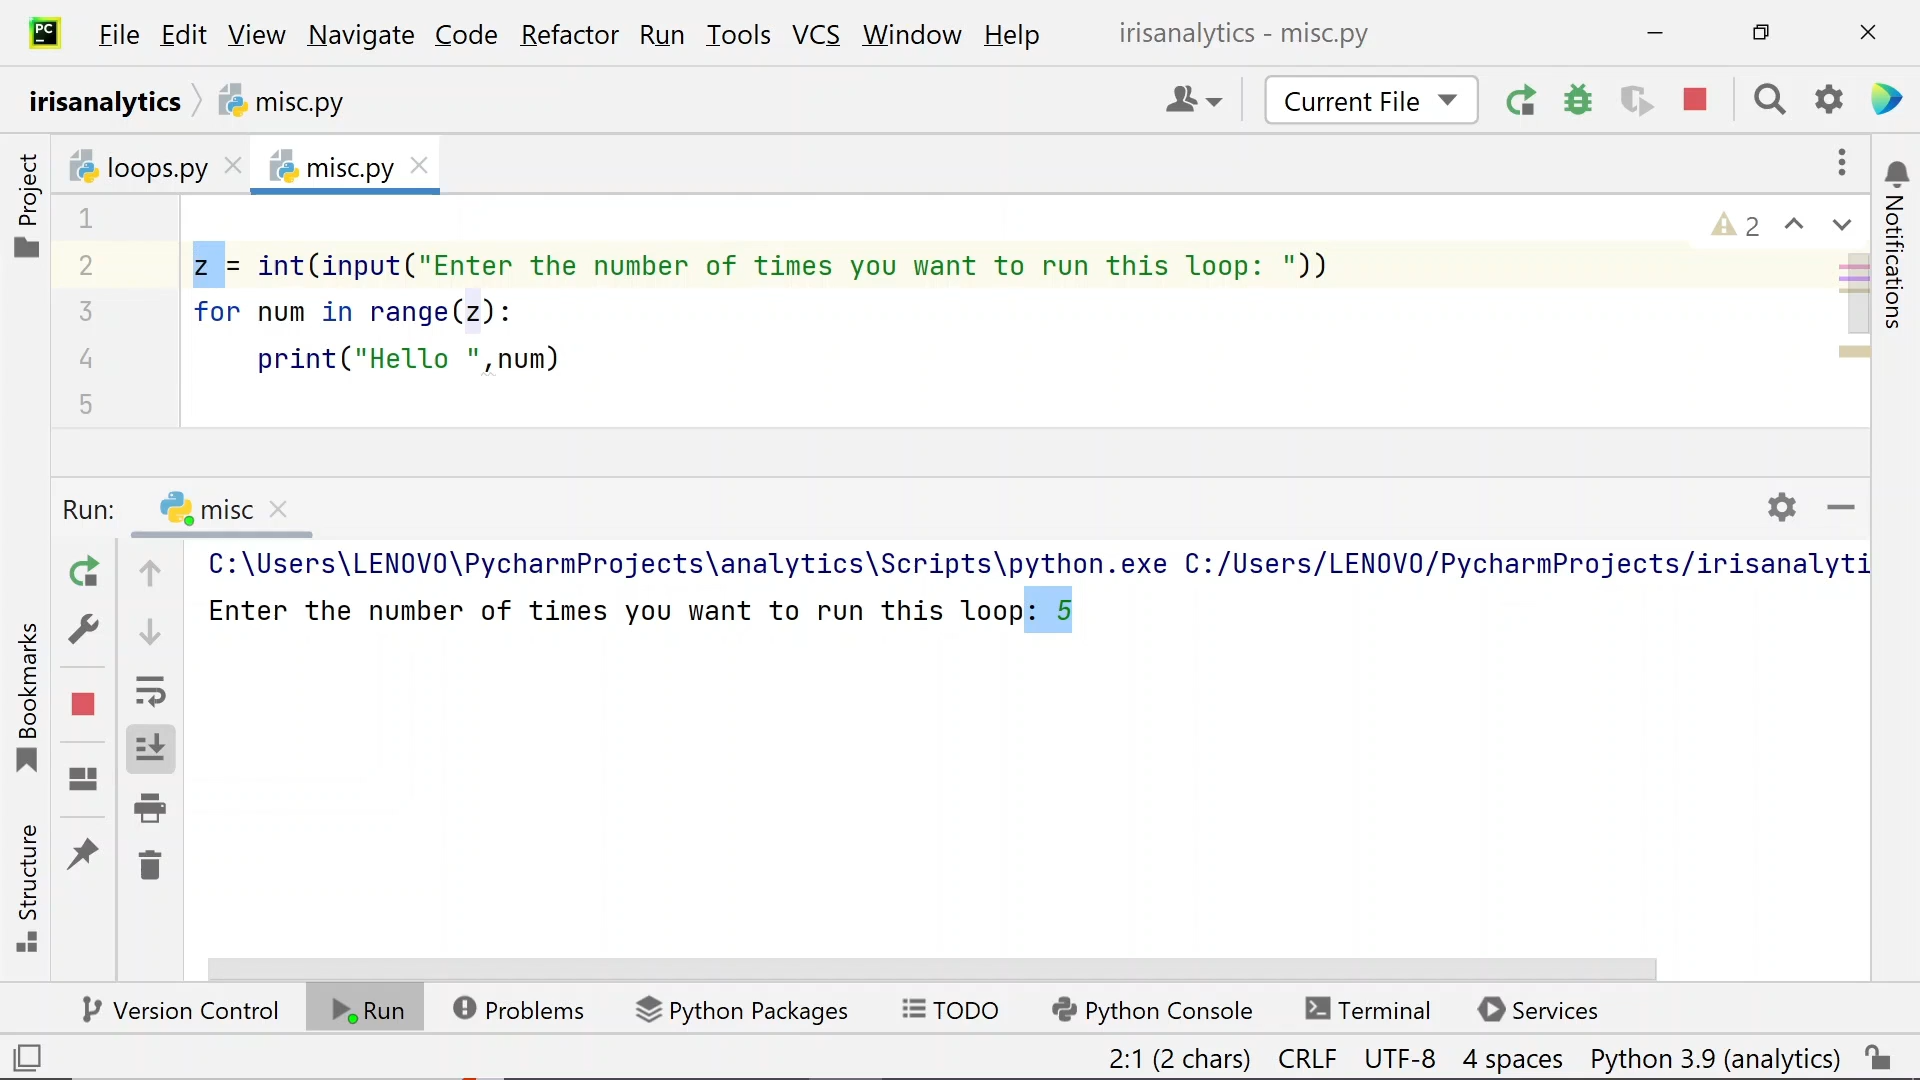 PC File Edit View Navigate Code Refactor Run Tools VCS Window Help irisanalytics - misc.py
irisanalytics misc.py Current File
loops.py misc.py
Project
Notifications
Bookmarks
Structure
1
2 z = int(input("Enter the number of times you want to run this loop: ")) 
3 for num in range(z):
4 print("Hello ",num)
5
2
Run: misc
C:\Users\LENOVO\PycharmProjects\analytics\Scripts\python.exe C:/Users/LENOVO/PycharmProjects/irisanalyti
Enter the number of times you want to run this loop: 5
Version Control Run Problems Python Packages TODO Python Console Terminal Services
2:1 (2 chars) CRLF UTF-8 4 spaces Python 3.9 (analytics)